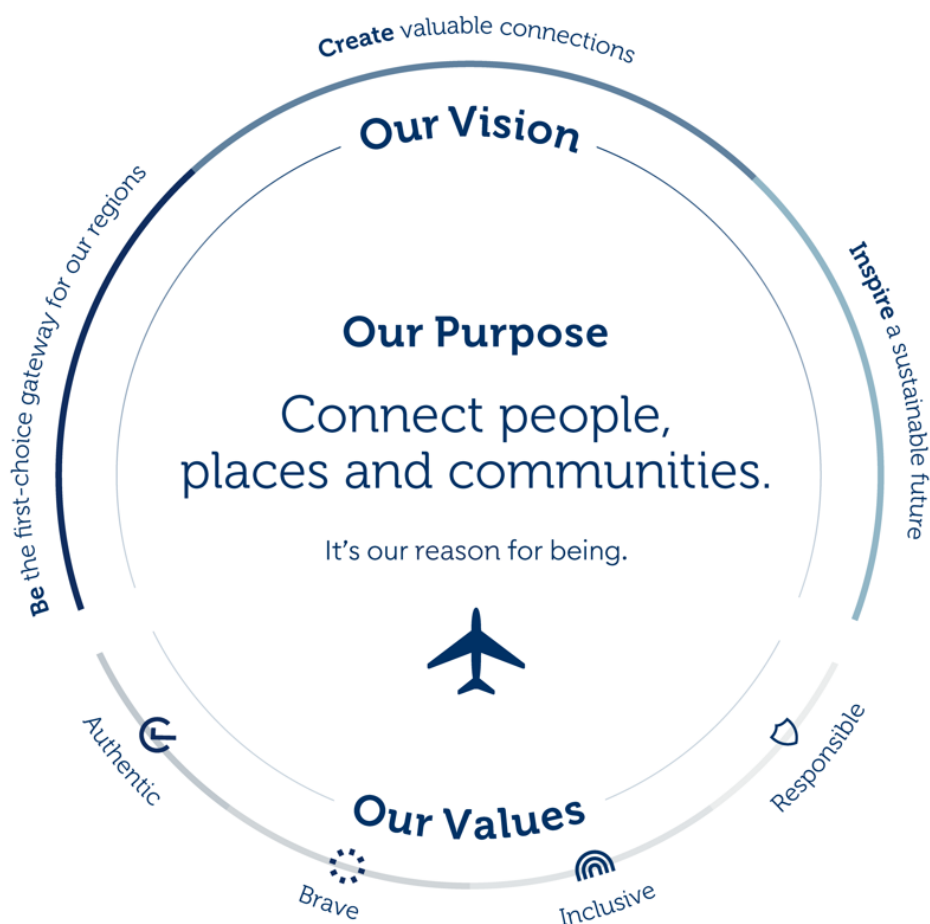 Create valuable connections
Our Vision
Be the first-choice gateway for our regions
Inspire a sustainable future
Our Purpose
Connect people,
places and communities.
It’s our reason for being.
Our Values
Authentic
Brave
Inclusive
Responsible